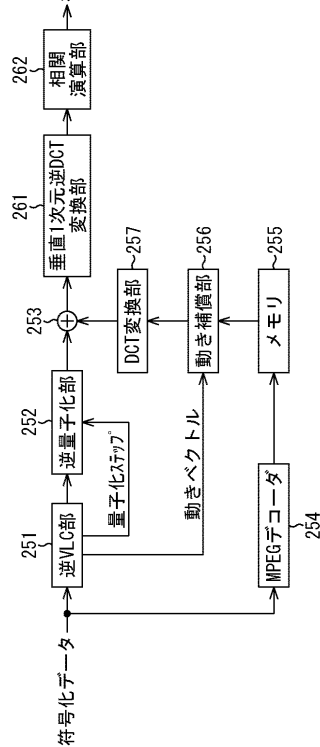 符号化データ
251
逆VLC部
252
逆量子化部
253
261
垂直1次元逆DCT
変換部
262
相関
演算部
量子化ステップ
動きベクトル
257
DCT変換部
256
動き補償部
255
メモリ
MPEGデコーダ
254